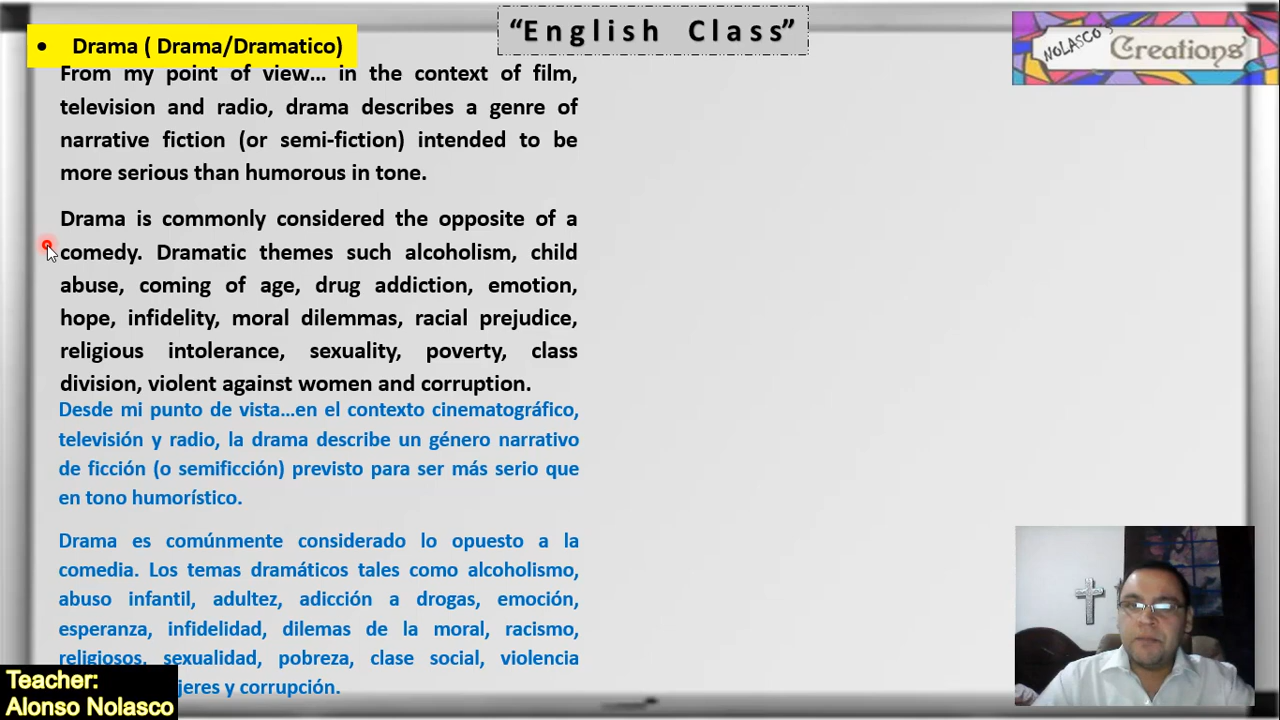 “English Class”
NOLASCO's
Creations
• Drama ( Drama/Dramatico)
From my point of view... in the context of film,
television and radio, drama describes a genre of
narrative fiction (or semi-fiction) intended to be
more serious than humorous in tone.
Drama is commonly considered the opposite of a
comedy. Dramatic themes such alcoholism, child
abuse, coming of age, drug addiction, emotion,
hope, infidelity, moral dilemmas, racial prejudice,
religious intolerance, sexuality, poverty, class
division, violent against women and corruption.
Desde mi punto de vista…en el contexto cinematográfico,
televisión y radio, la drama describe un género narrativo
de ficción (o semificción) previsto para ser más serio que
en tono humorístico.
Drama es comúnmente considerado lo opuesto a la
comedia. Los temas dramáticos tales como alcoholismo,
abuso infantil, adultez, adicción a drogas, emoción,
esperanza, infidelidad, dilemas de la moral, racismo,
religiosos, sexualidad, pobreza, clase social, violencia
jeres y corrupción.
Teacher:
Alonso Nolasco